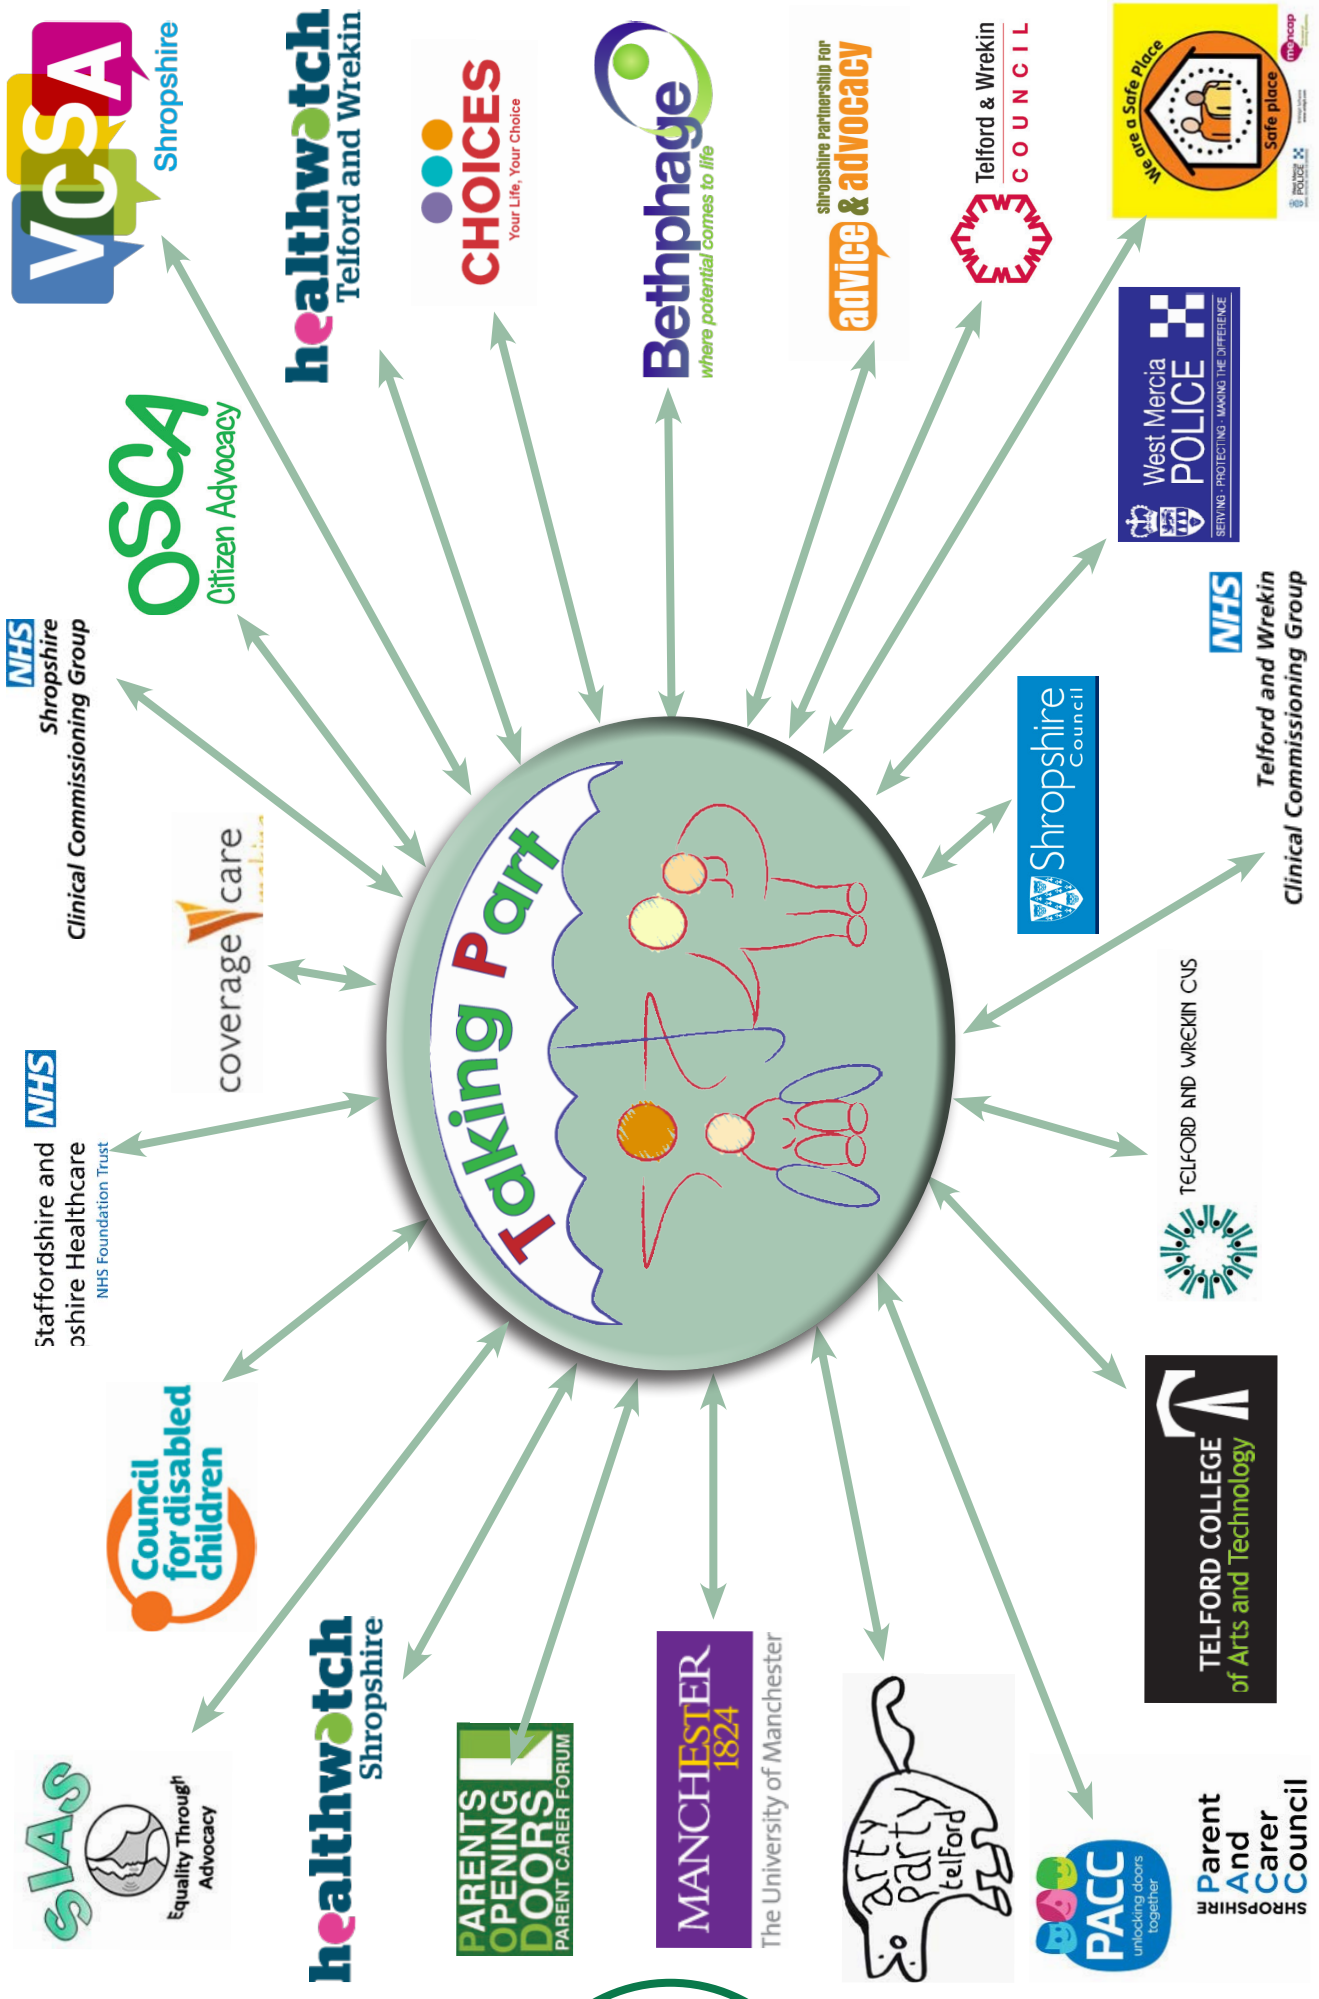 SIAS
Equality Through
Advocacy
Council
for disabled
children
NHS
Staffordshire and
pshire Healthcare
NHS Foundation Trust
coverage care
NHS
Shropshire
Clinical Commissioning Group
OSCA
Citizen Advocacy
VCSA
Shropshire
healthwatch
Shropshire
healthwatch
Telford and Wrekin
PARENTS
OPENING
DOORS
PARENT CARER FORUM
Taking Part
CHOICES
Your Life, Your Choice
MANCHESTER
1824
The University of Manchester
Bethphage
where potential comes to life
arty
party
telford
Shropshire Partnership For
advice & advocacy
Telford & Wrekin
COUNCIL
PACC
unlocking doors
together
SHROPSHIRE
Parent
And
Carer
Council
TELFORD COLLEGE
of Arts and Technology
TELFORD AND WREKIN CVS
Shropshire
Council
NHS
Telford and Wrekin
Clinical Commissioning Group
West Mercia
POLICE
SERVING - PROTECTING - MAKING THE DIFFERENCE
We are a Safe Place
Safe place
West Mercia
POLICE
mencap